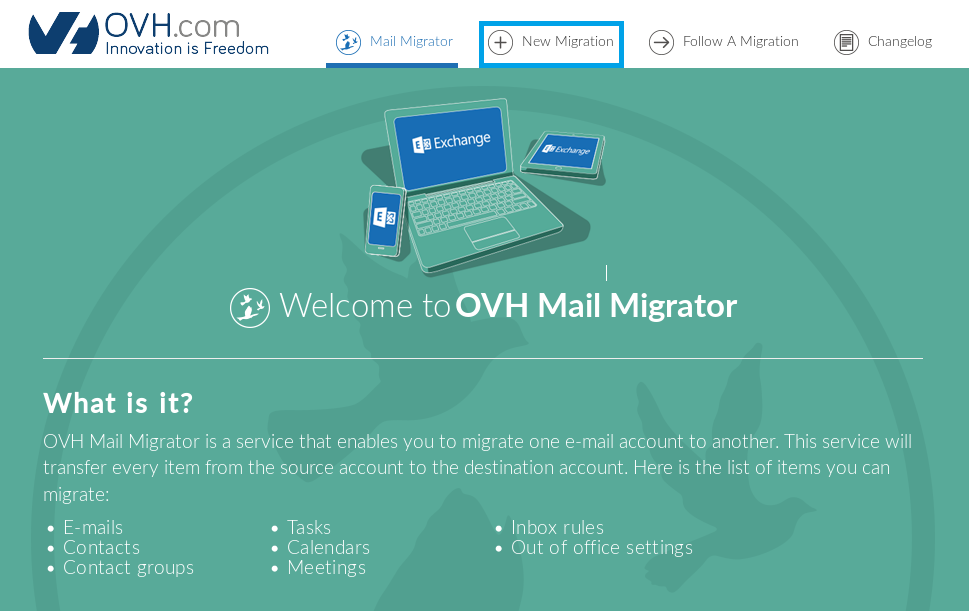 OVH.com
Innovation is Freedom
Mail Migrator
New Migration
Follow A Migration
Changelog
E Exchange
E Exchange
E
Welcome to OVH Mail Migrator
What is it?
OVH Mail Migrator is a service that enables you to migrate one e-mail account to another. This service will
transfer every item from the source account to the destination account. Here is the list of items you can
migrate:
• E-mails
• Contacts
• Contact groups
• Tasks
• Calendars
• Meetings
• Inbox rules
• Out of office settings